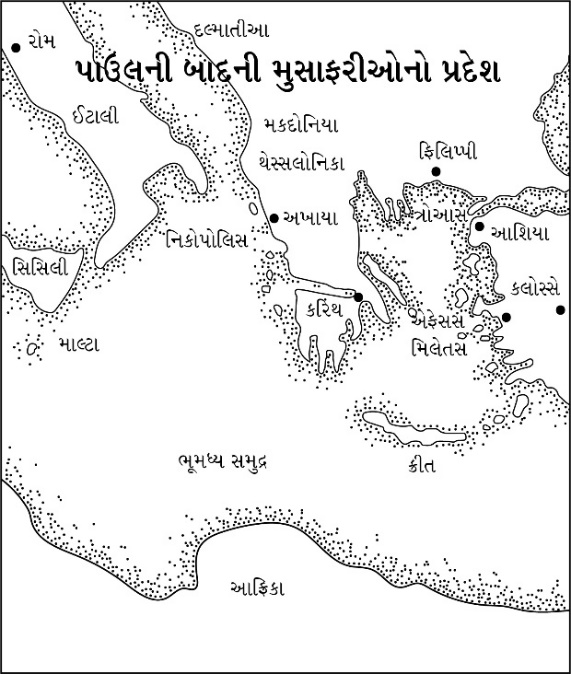 દલ્માતીઆ
રોમ
પાઉલની બાદની મુસાફરીઓનો પ્રદેશ
ઈટાલી
મકદોનિયા
ફિલિપ્પી
થેસ્સલોનિકા
ત્રોઆસ
અખાયા
આશિયા
નિકોપોલિસ
સિસિલી
કલોસ્સે
કરિંથ
એફેસસ
માલ્ટા
મિલેતસ
ભૂમધ્ય સમુદ્ર
ક્રીત
આફ્રિકા